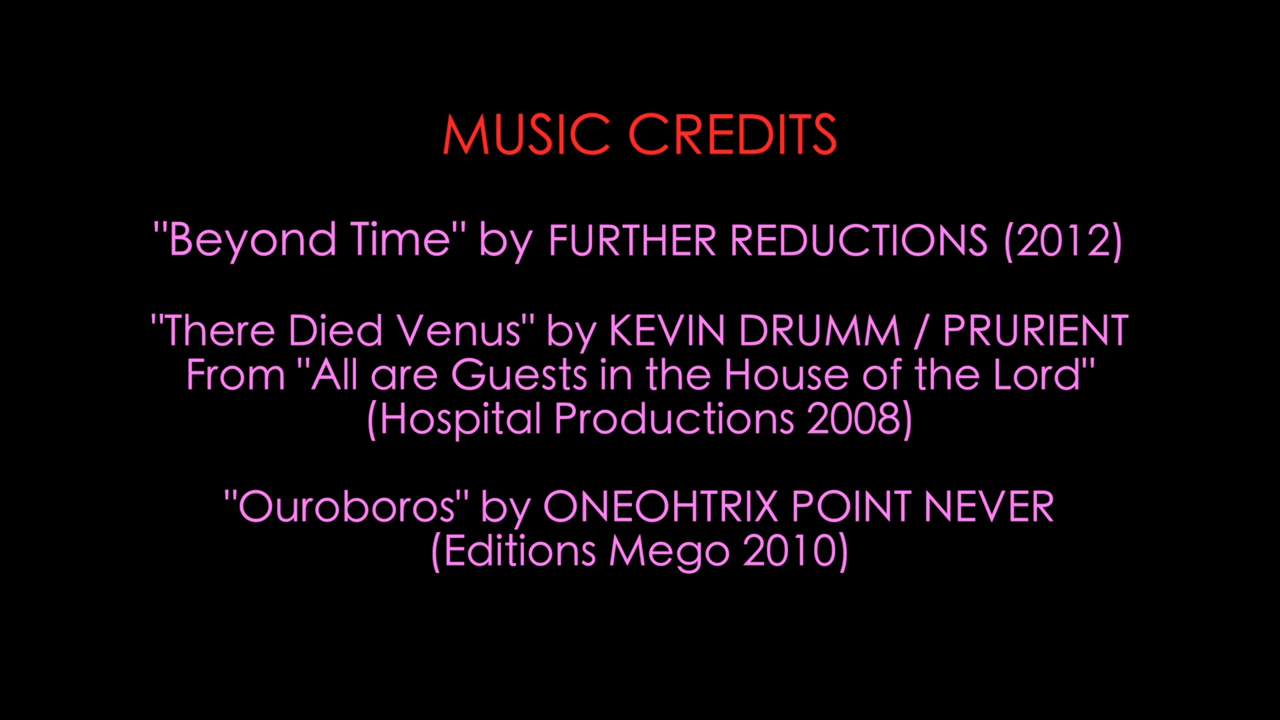 MUSIC CREDITS
"Beyond Time" by FURTHER REDUCTIONS (2012)
"There Died Venus" by KEVIN DRUMM / PRURIENT
From "All are Guests in the House of the Lord"
(Hospital Productions 2008)
"Ouroboros" by ONEOHTRIX POINT NEVER
(Editions Mego 2010)